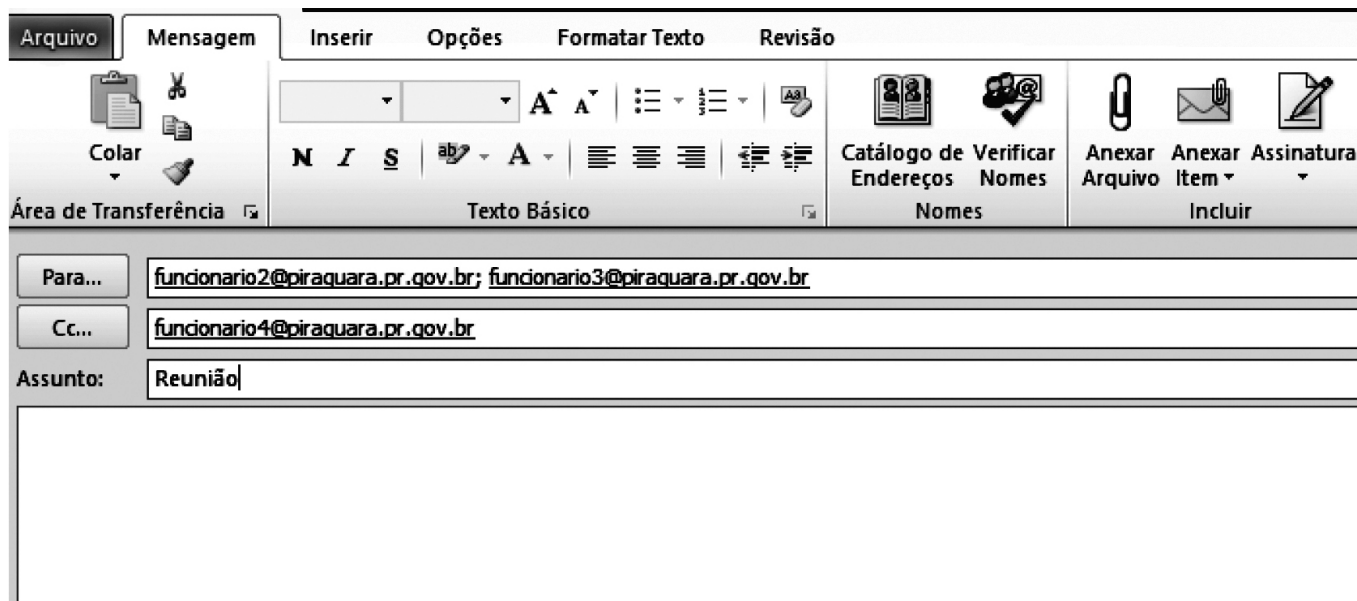 Arquivo Mensagem Inserir Opções Formatar Texto Revisão
Colar
N I S ab A
Aa
Catálogo de Endereços
Verificar Nomes
Anexar Arquivo
Anexar Item
Assinatura
Área de Transferência Texto Básico Nomes Incluir
Para... funcionario2@piraquara.pr.gov.br; funcionario3@piraquara.pr.gov.br
Cc... funcionario4@piraquara.pr.gov.br
Assunto: Reunião